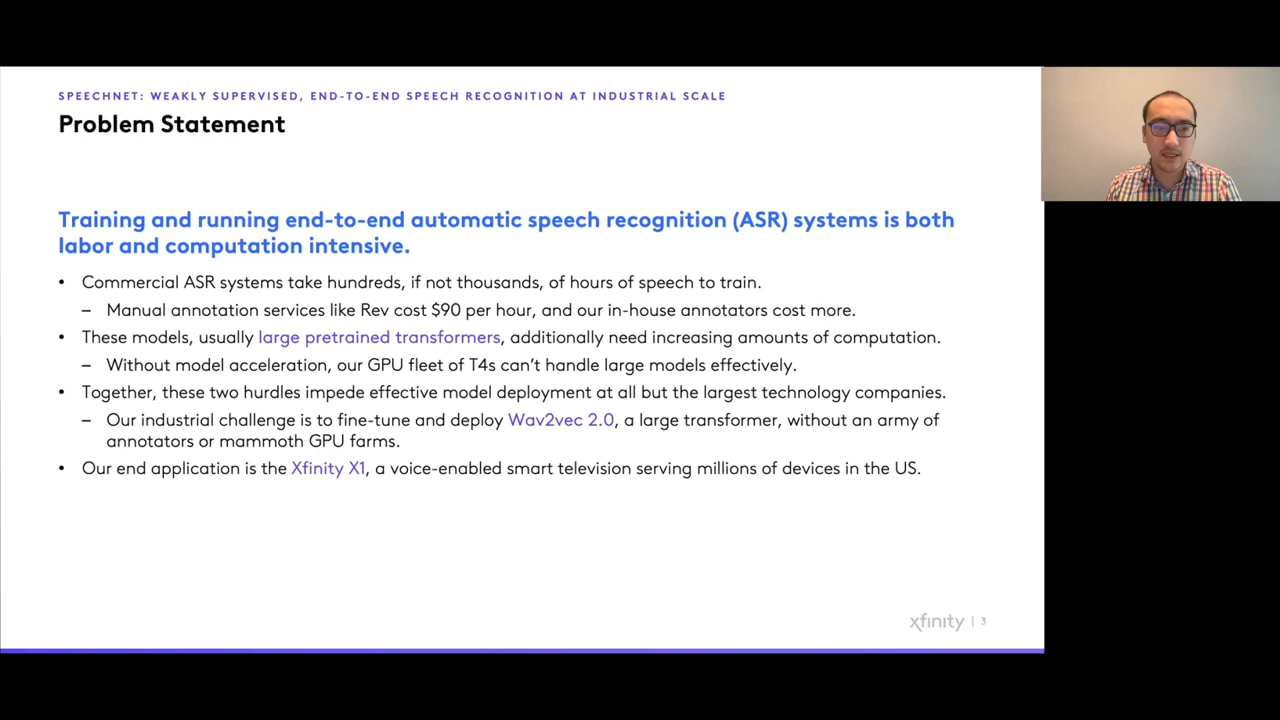 SPEECHNET: WEAKLY SUPERVISED, END-TO-END SPEECH RECOGNITION AT INDUSTRIAL SCALE
Problem Statement
Training and running end-to-end automatic speech recognition (ASR) systems is both
labor and computation intensive.
• Commercial ASR systems take hundreds, if not thousands, of hours of speech to train.
– Manual annotation services like Rev cost $90 per hour, and our in-house annotators cost more.
• These models, usually large pretrained transformers, additionally need increasing amounts of computation.
– Without model acceleration, our GPU fleet of T4s can't handle large models effectively.
• Together, these two hurdles impede effective model deployment at all but the largest technology companies.
– Our industrial challenge is to fine-tune and deploy Wav2vec 2.0, a large transformer, without an army of
annotators or mammoth GPU farms.
• Our end application is the Xfinity X1, a voice-enabled smart television serving millions of devices in the US.
xfinity | 3